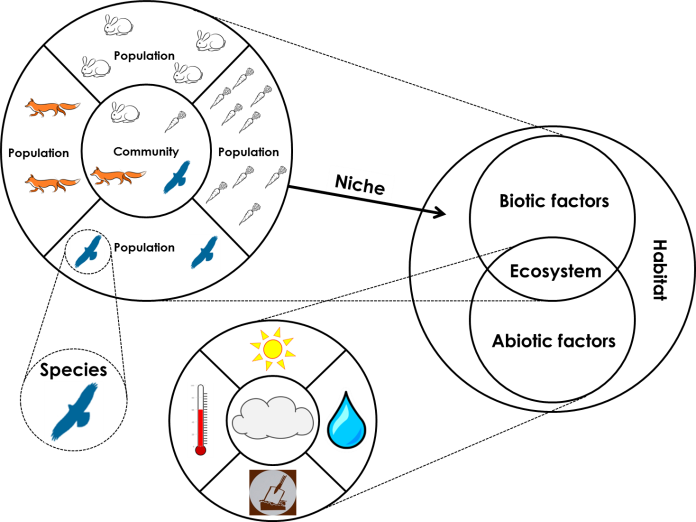 Population
Population
Community
Population
Population
Niche
Biotic factors
Ecosystem
Habitat
Abiotic factors
Species